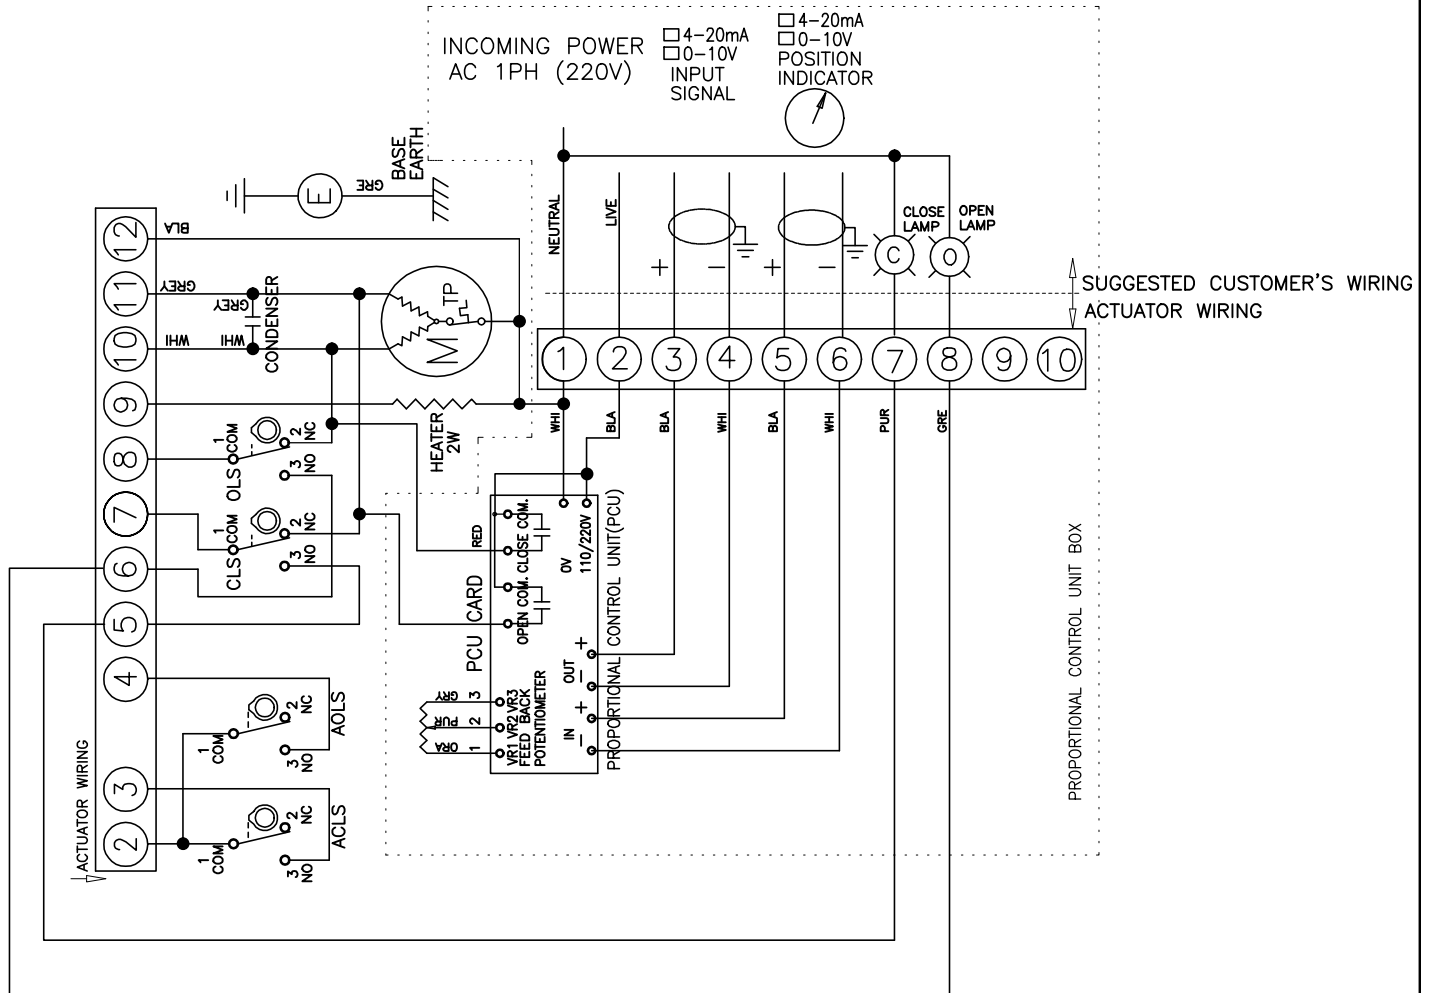 INCOMING POWER
AC 1PH (220V)
4-20mA
0-10V
INPUT
SIGNAL
4-20mA
0-10V
POSITION
INDICATOR
BASE
EARTH
E
GRE
12
BLA
11
GREY
GREY
10
WHI
WHI
CONDENSER
M
TP
9
HEATER
2W
8
OLS
1
COM
2
NC
3
NO
7
CLS
1
COM
2
NC
3
NO
6
5
4
AOLS
1
COM
2
NC
3
NO
3
2
ACLS
1
COM
2
NC
3
NO
ACTUATOR WIRING
NEUTRAL
LIVE
+
-
+
-
CLOSE
LAMP
C
OPEN
LAMP
O
SUGGESTED CUSTOMER'S WIRING
ACTUATOR WIRING
1
2
3
4
5
6
7
8
9
10
WHI
BLA
BLA
WHI
BLA
WHI
PUR
GRE
RED
PCU CARD
CLOSE COM.
OPEN COM.
0V
110/220V
PROPORTIONAL CONTROL UNIT(PCU)
OUT
+
-
IN
+
-
GRY
3
PUR
2
ORA
1
VR1 VR2 VR3
FEED BACK
POTENTIOMETER
PROPORTIONAL CONTROL UNIT BOX